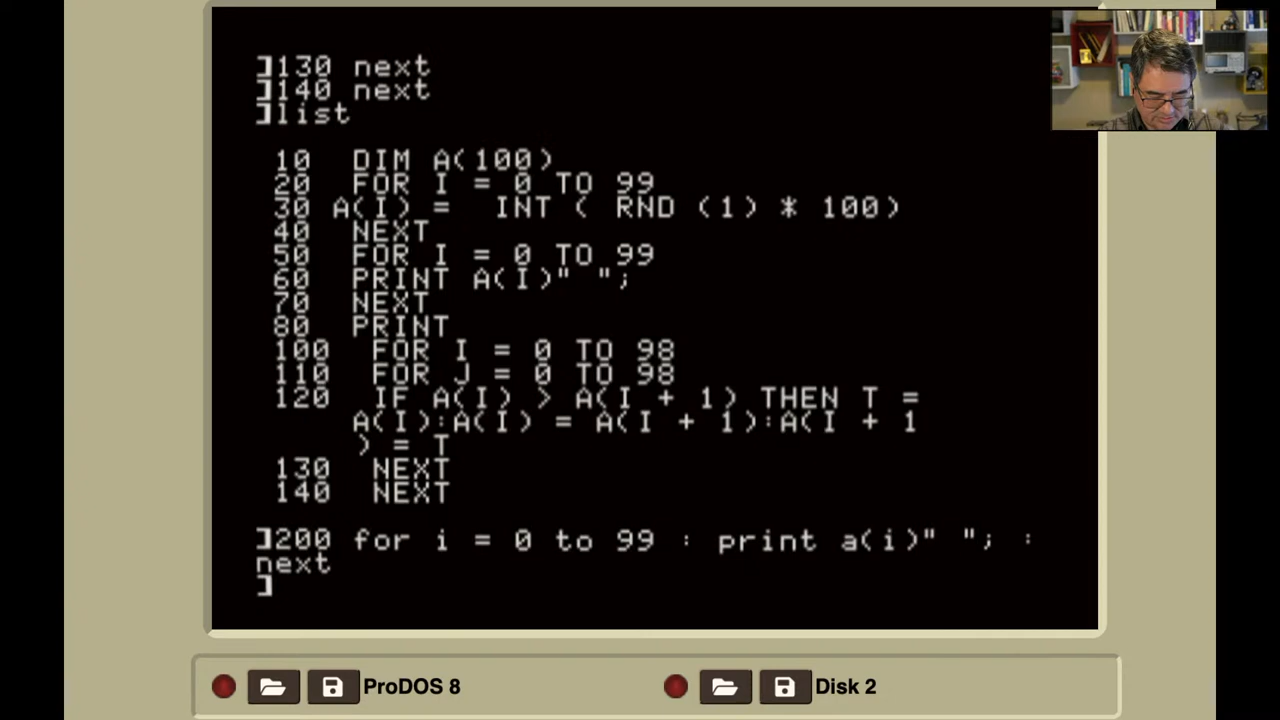 ]130 next
]140 next
]list
10 DIM A(100)
20 FOR I = 0 TO 99
30 A(I) = INT ( RND (1) * 100)
40 NEXT
50 FOR I = 0 TO 99
60 PRINT A(I)" ";
70 NEXT
80 PRINT
100 FOR I = 0 TO 98
110 FOR J = 0 TO 98
120 IF A(I) > A(I + 1) THEN T =
A(I):A(I) = A(I + 1):A(I + 1
) = T
130 NEXT
140 NEXT
]200 for i = 0 to 99 : print a(i)" "; :
next
]
ProDOS 8
Disk 2